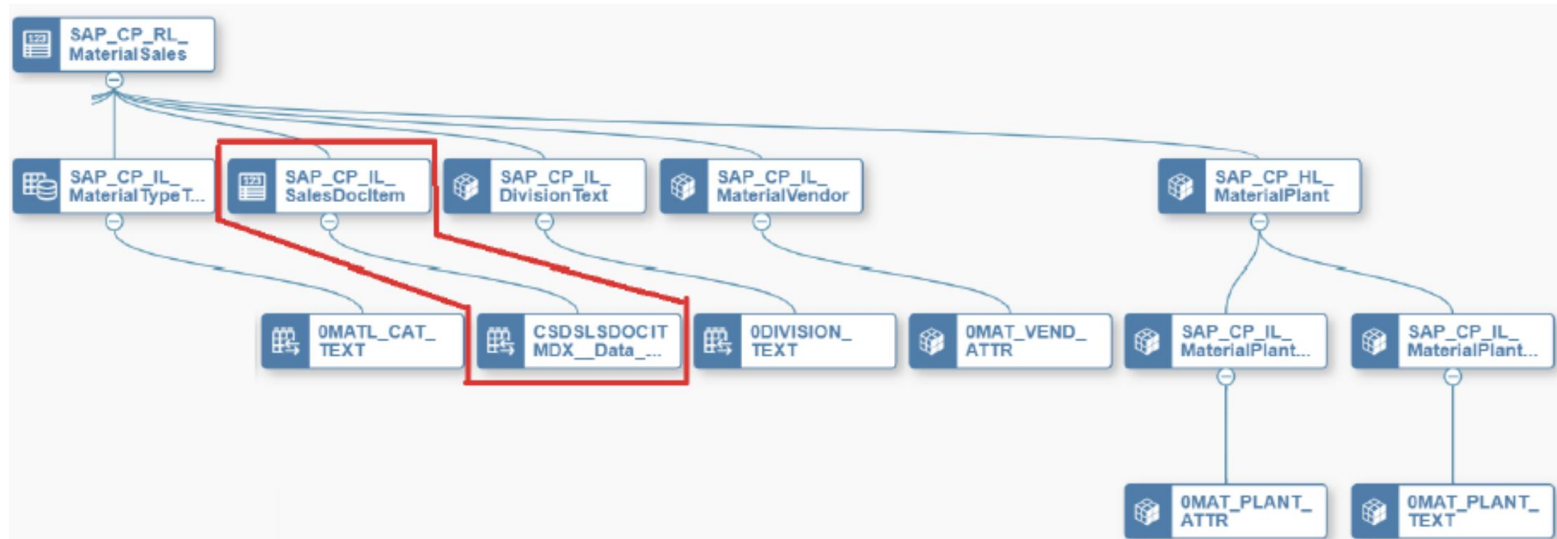 SAP_CP_RL_
MaterialSales
SAP_CP_IL_
MaterialTypeT...
SAP_CP_IL_
SalesDocItem
SAP_CP_IL_
DivisionText
SAP_CP_IL_
MaterialVendor
SAP_CP_HL_
MaterialPlant
0MATL_CAT_
TEXT
CSDSLSDOCIT
MDX__Data_...
0DIVISION_
TEXT
0MAT_VEND_
ATTR
SAP_CP_IL_
MaterialPlant...
SAP_CP_IL_
MaterialPlant...
0MAT_PLANT_
ATTR
0MAT_PLANT_
TEXT